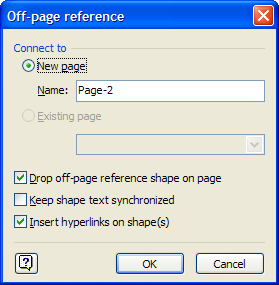 Off-page reference
Connect to
New page
Name: Page-2
Existing page
Drop off-page reference shape on page
Keep shape text synchronized
Insert hyperlinks on shape(s)
? OK Cancel